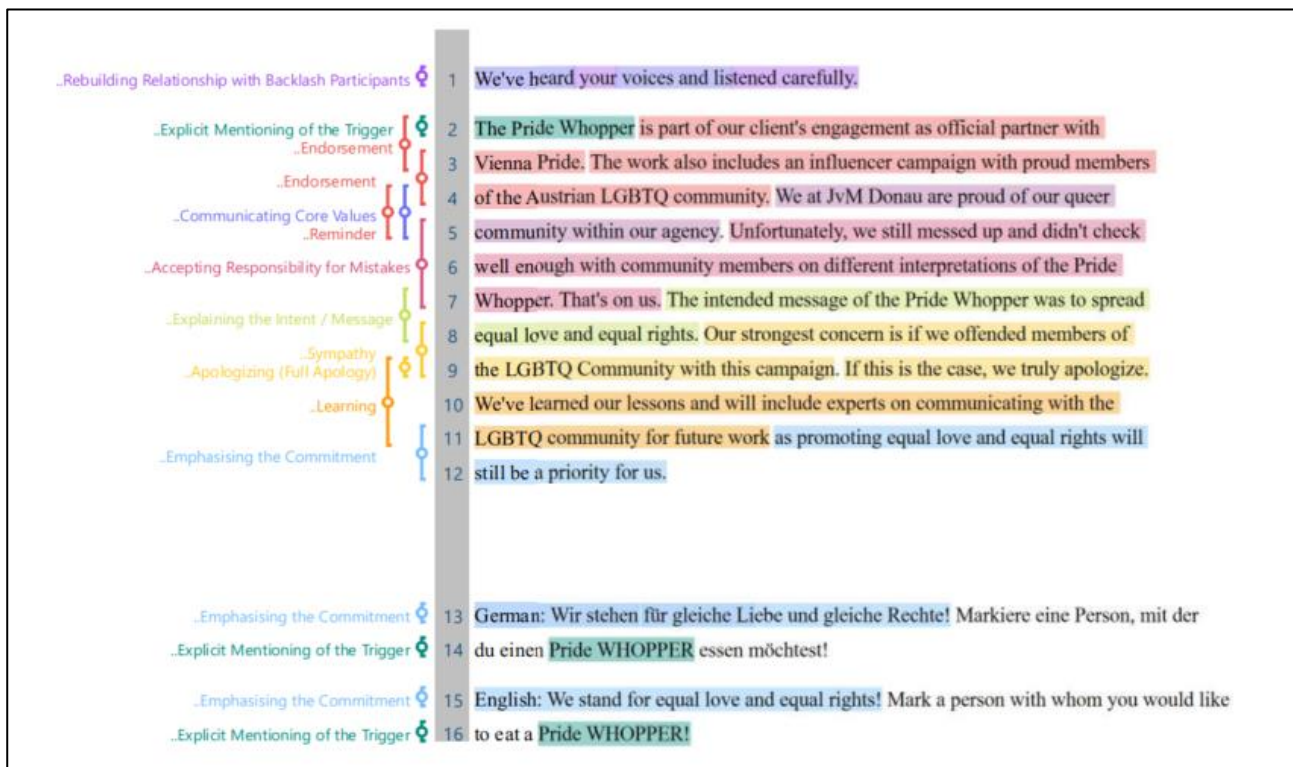 ..Rebuilding Relationship with Backlash Participants 1 We've heard your voices and listened carefully.
..Explicit Mentioning of the Trigger 2 The Pride Whopper is part of our client's engagement as official partner with
..Endorsement
3 Vienna Pride. The work also includes an influencer campaign with proud members
..Endorsement
4 of the Austrian LGBTQ community. We at JvM Donau are proud of our queer
..Communicating Core Values
..Reminder
5 community within our agency. Unfortunately, we still messed up and didn't check
..Accepting Responsibility for Mistakes 6 well enough with community members on different interpretations of the Pride
7 Whopper. That's on us. The intended message of the Pride Whopper was to spread
..Explaining the Intent / Message
8 equal love and equal rights. Our strongest concern is if we offended members of
..Sympathy
..Apologizing (Full Apology) 9 the LGBTQ Community with this campaign. If this is the case, we truly apologize.
..Learning 10 We've learned our lessons and will include experts on communicating with the
11 LGBTQ community for future work as promoting equal love and equal rights will
..Emphasising the Commitment
12 still be a priority for us.
..Emphasising the Commitment 13 German: Wir stehen für gleiche Liebe und gleiche Rechte! Markiere eine Person, mit der
..Explicit Mentioning of the Trigger 14 du einen Pride WHOPPER essen möchtest!
..Emphasising the Commitment 15 English: We stand for equal love and equal rights! Mark a person with whom you would like
..Explicit Mentioning of the Trigger 16 to eat a Pride WHOPPER!